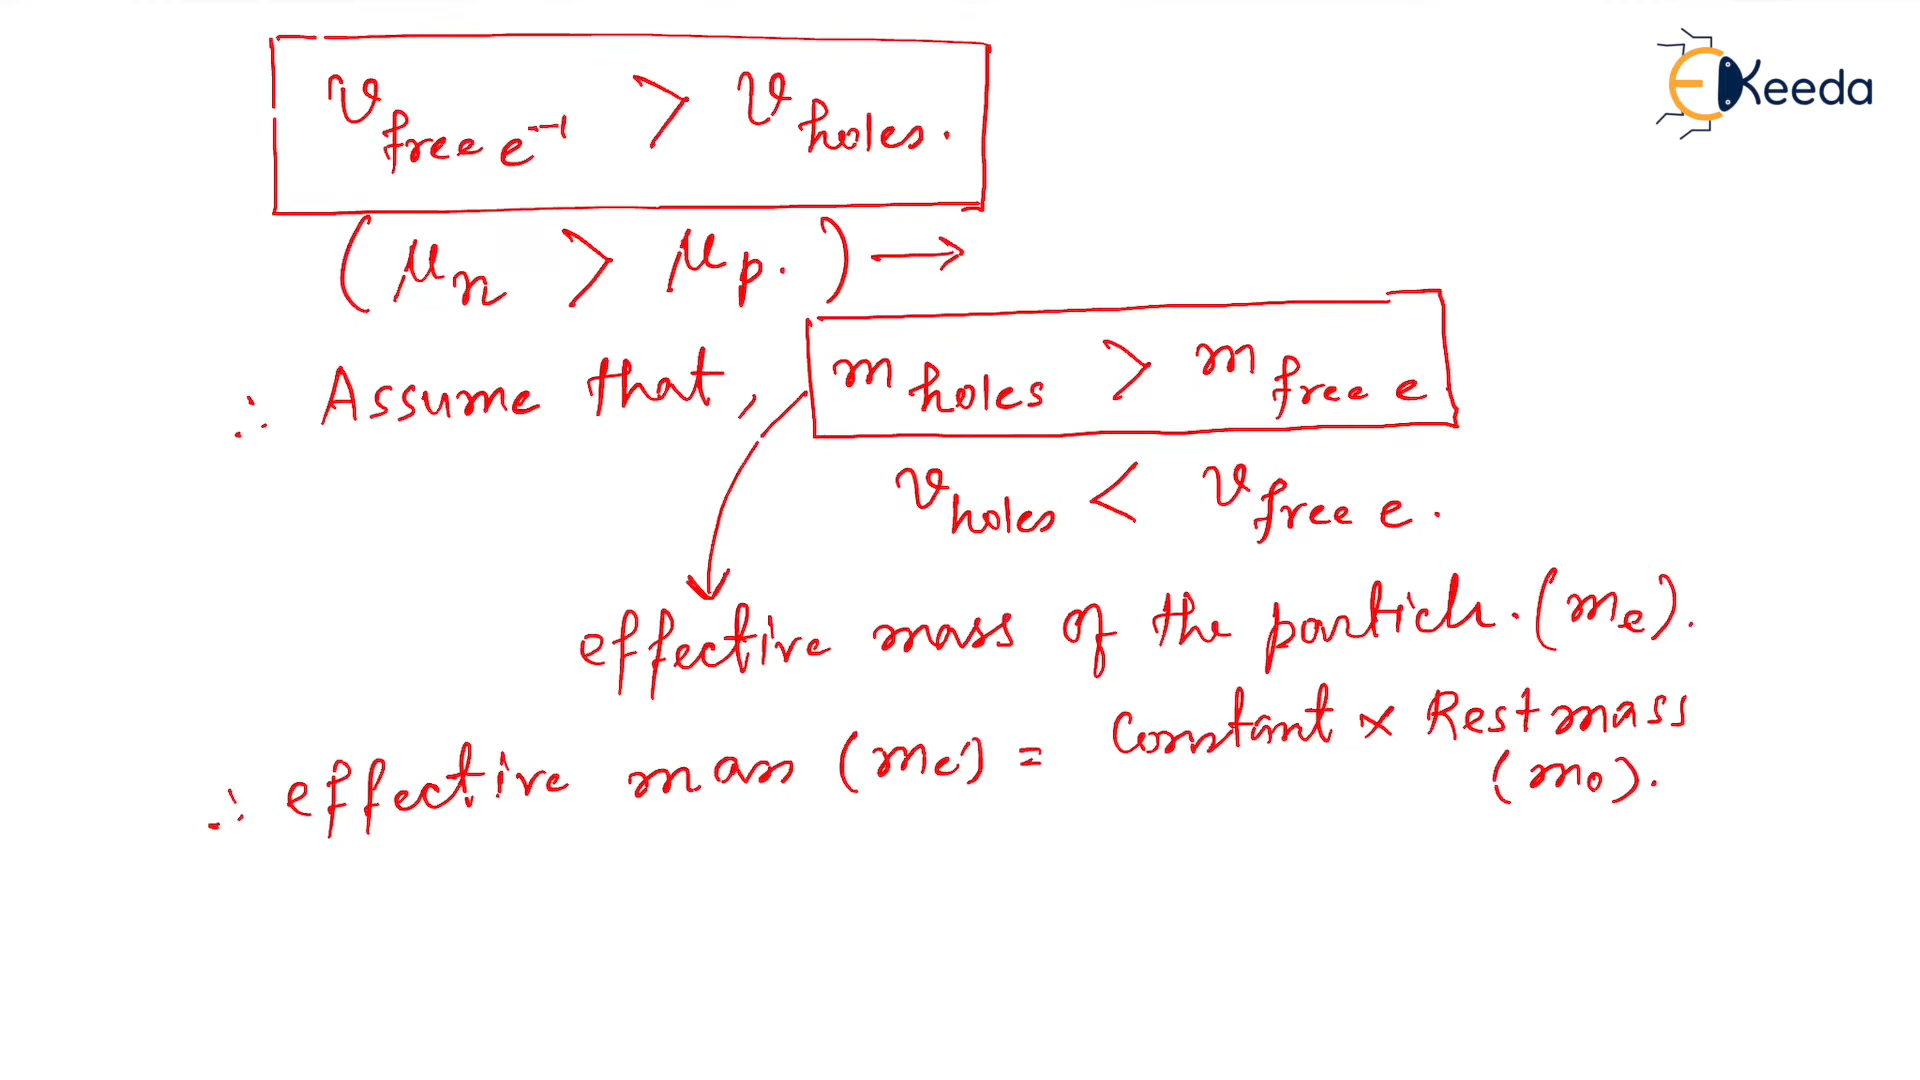 EKeeda
v free e⁻¹ > v holes.
(μn > μp.) →
∴ Assume that, m holes > m free e
v holes < v free e.
effective mass of the particle. (me).
∴ effective mass (me) = Constant × Rest mass
(mo).